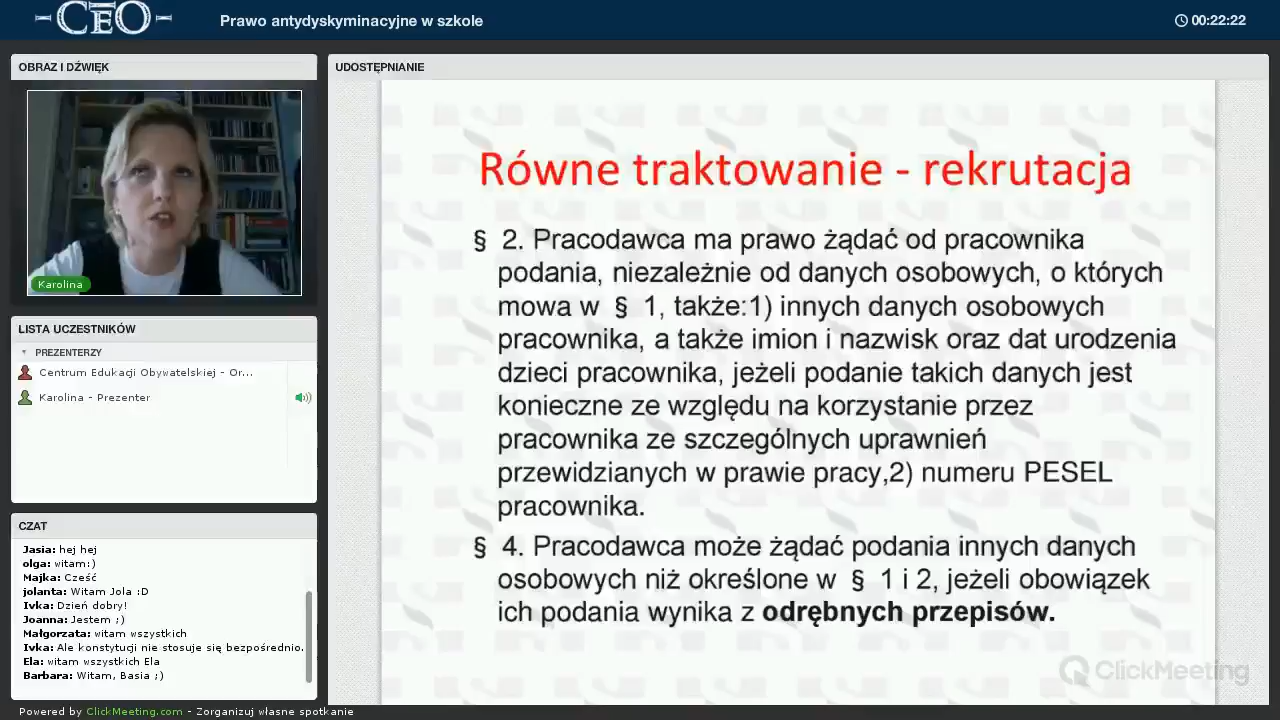 CEO
Prawo antydyskyminacyjne w szkole
00:22:22
OBRAZ I DŹWIĘK
Karolina
LISTA UCZESTNIKÓW
PREZENTERZY
Centrum Edukacji Obywatelskiej - Or...
Karolina - Prezenter
CZAT
Jasia: hej hej
olga: witam:)
Majka: Cześć
jolanta: Witam Jola :D
Ivka: Dzień dobry!
Joanna: Jestem ;)
Małgorzata: witam wszystkich
Ivka: Ale konstytucji nie stosuje się bezpośrednio.
Ela: witam wszystkich Ela
Barbara: Witam, Basia ;)
UDOSTĘPNIANIE
Równe traktowanie - rekrutacja
§ 2. Pracodawca ma prawo żądać od pracownika
podania, niezależnie od danych osobowych, o których
mowa w § 1, także:1) innych danych osobowych
pracownika, a także imion i nazwisk oraz dat urodzenia
dzieci pracownika, jeżeli podanie takich danych jest
konieczne ze względu na korzystanie przez
pracownika ze szczególnych uprawnień
przewidzianych w prawie pracy,2) numeru PESEL
pracownika.
§ 4. Pracodawca może żądać podania innych danych
osobowych niż określone w § 1 i 2, jeżeli obowiązek
ich podania wynika z odrębnych przepisów.
ClickMeeting
Powered by ClickMeeting.com - Zorganizuj własne spotkanie